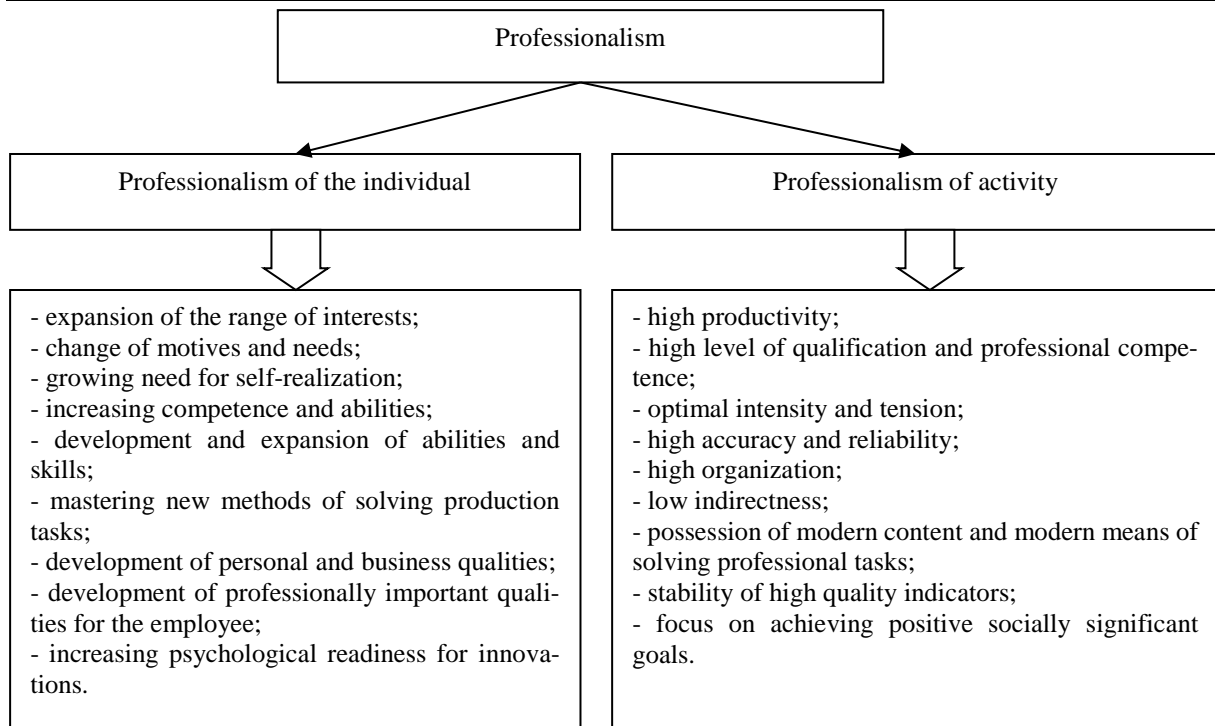 Professionalism
Professionalism of the individual
Professionalism of activity
- expansion of the range of interests;
- change of motives and needs;
- growing need for self-realization;
- increasing competence and abilities;
- development and expansion of abilities and
skills;
- mastering new methods of solving production
tasks;
- development of personal and business qualities;
- development of professionally important quali-
ties for the employee;
- increasing psychological readiness for innova-
tions.
- high productivity;
- high level of qualification and professional compe-
tence;
- optimal intensity and tension;
- high accuracy and reliability;
- high organization;
- low indirectness;
- possession of modern content and modern means of
solving professional tasks;
- stability of high quality indicators;
- focus on achieving positive socially significant
goals.